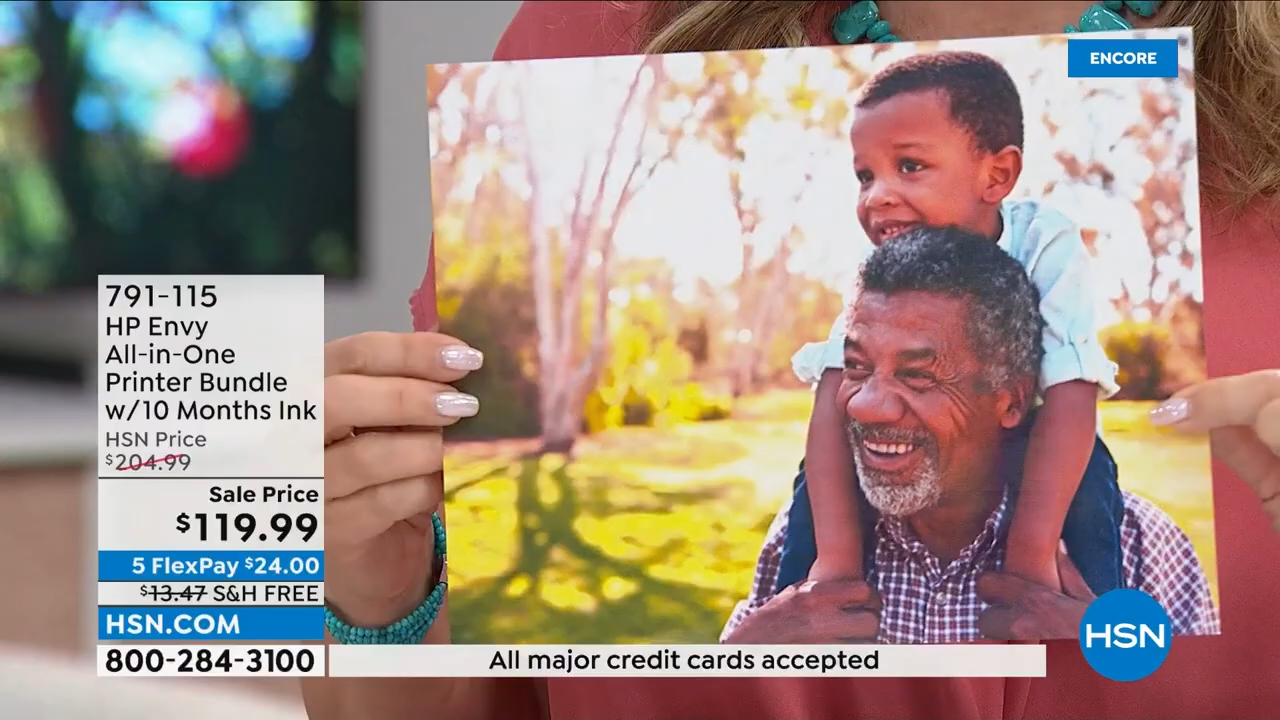 ENCORE
791-115
HP Envy
All-in-One
Printer Bundle
w/10 Months Ink
HSN Price
$204.99
Sale Price
$119.99
5 FlexPay $24.00
$13.47 S&H FREE
HSN.COM
800-284-3100
All major credit cards accepted
HSN